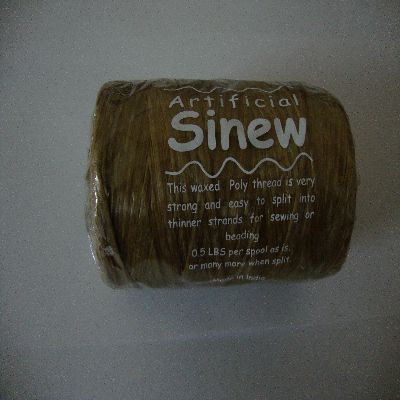 Artificial
Sinew
This waxed Poly thread is very
strong and easy to split into
thinner strands for sewing or
beading
0.5 LBS per spool as is,
or many more when split.
Made in India